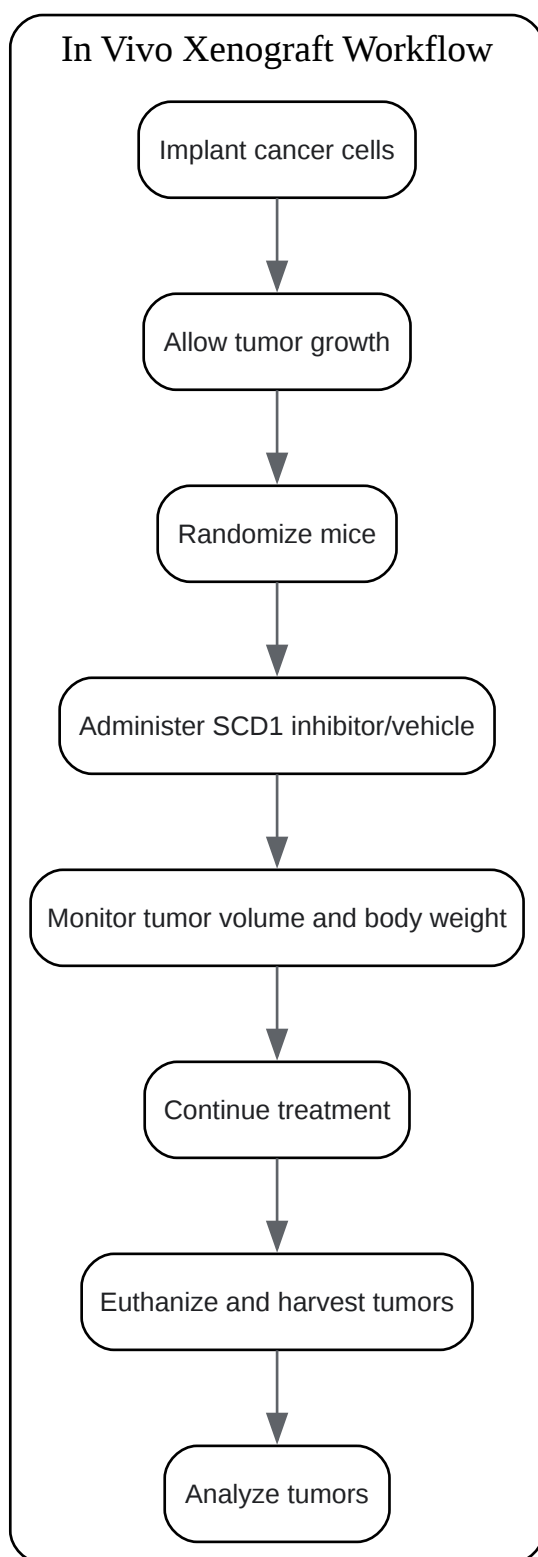 In Vivo Xenograft Workflow
Implant cancer cells
Allow tumor growth
Randomize mice
Administer SCD1 inhibitor/vehicle
Monitor tumor volume and body weight
Continue treatment
Euthanize and harvest tumors
Analyze tumors